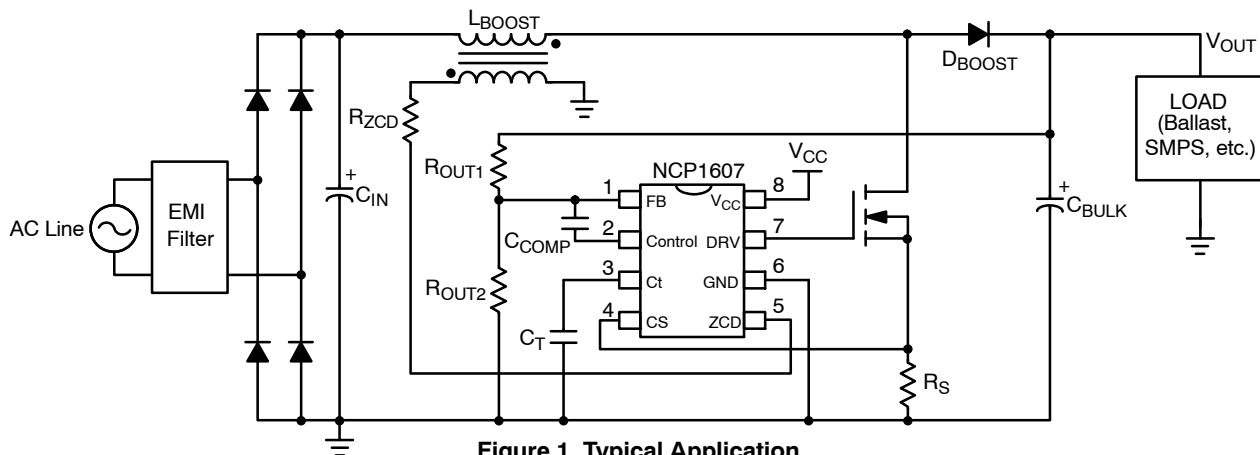 L_BOOST
D_BOOST
V_OUT
LOAD
(Ballast,
SMPS, etc.)
R_ZCD
R_OUT1
V_CC
NCP1607
1
FB
8
V_CC
+
C_IN
+
C_BULK
AC Line
EMI
Filter
C_COMP
2
Control
DRV
7
3
Ct
GND
6
R_OUT2
4
CS
ZCD
5
C_T
R_S
Figure 1. Typical Application